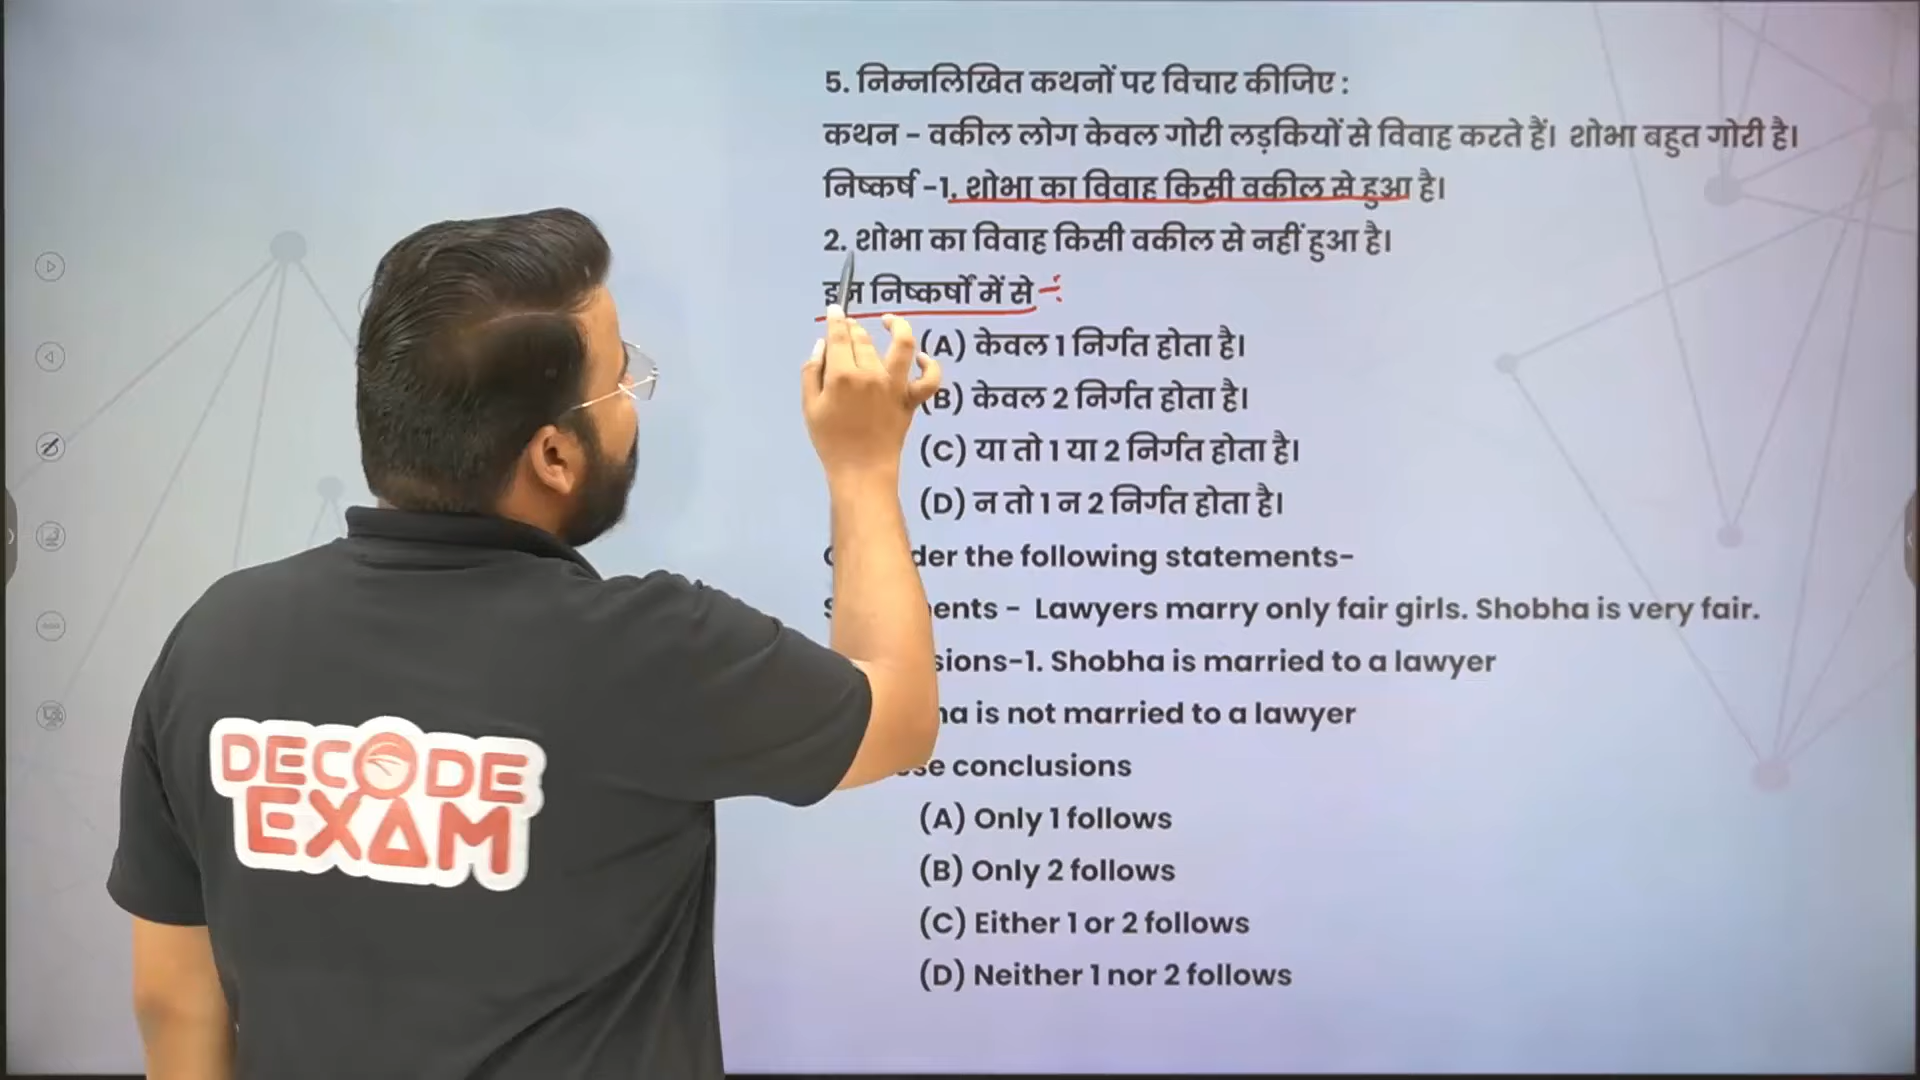 5. निम्नलिखित कथनों पर विचार कीजिए :
कथन - वकील लोग केवल गोरी लड़कियों से विवाह करते हैं। शोभा बहुत गोरी है।
निष्कर्ष -1. शोभा का विवाह किसी वकील से हुआ है।
2. शोभा का विवाह किसी वकील से नहीं हुआ है।
इन निष्कर्षों में से
(A) केवल 1 निर्गत होता है।
(B) केवल 2 निर्गत होता है।
(C) या तो 1 या 2 निर्गत होता है।
(D) न तो 1 न 2 निर्गत होता है।
the following statements-
Lawyers marry only fair girls. Shobha is very fair.
1. Shobha is married to a lawyer
is not married to a lawyer
conclusions
(A) Only 1 follows
(B) Only 2 follows
(C) Either 1 or 2 follows
(D) Neither 1 nor 2 follows
DECODE
EXAM